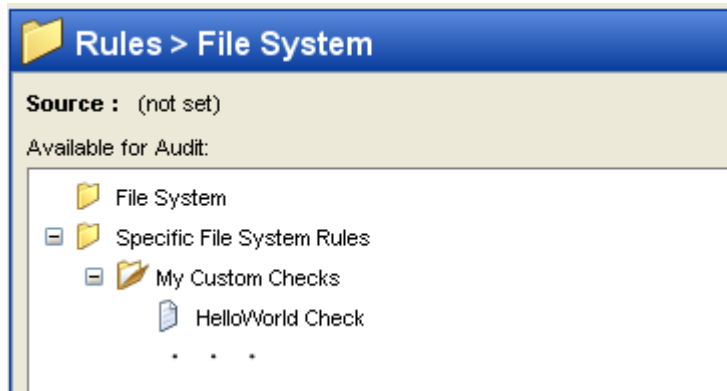 Rules > File System
Source : (not set)
Available for Audit:
File System
Specific File System Rules
My Custom Checks
HelloWorld Check
. . .